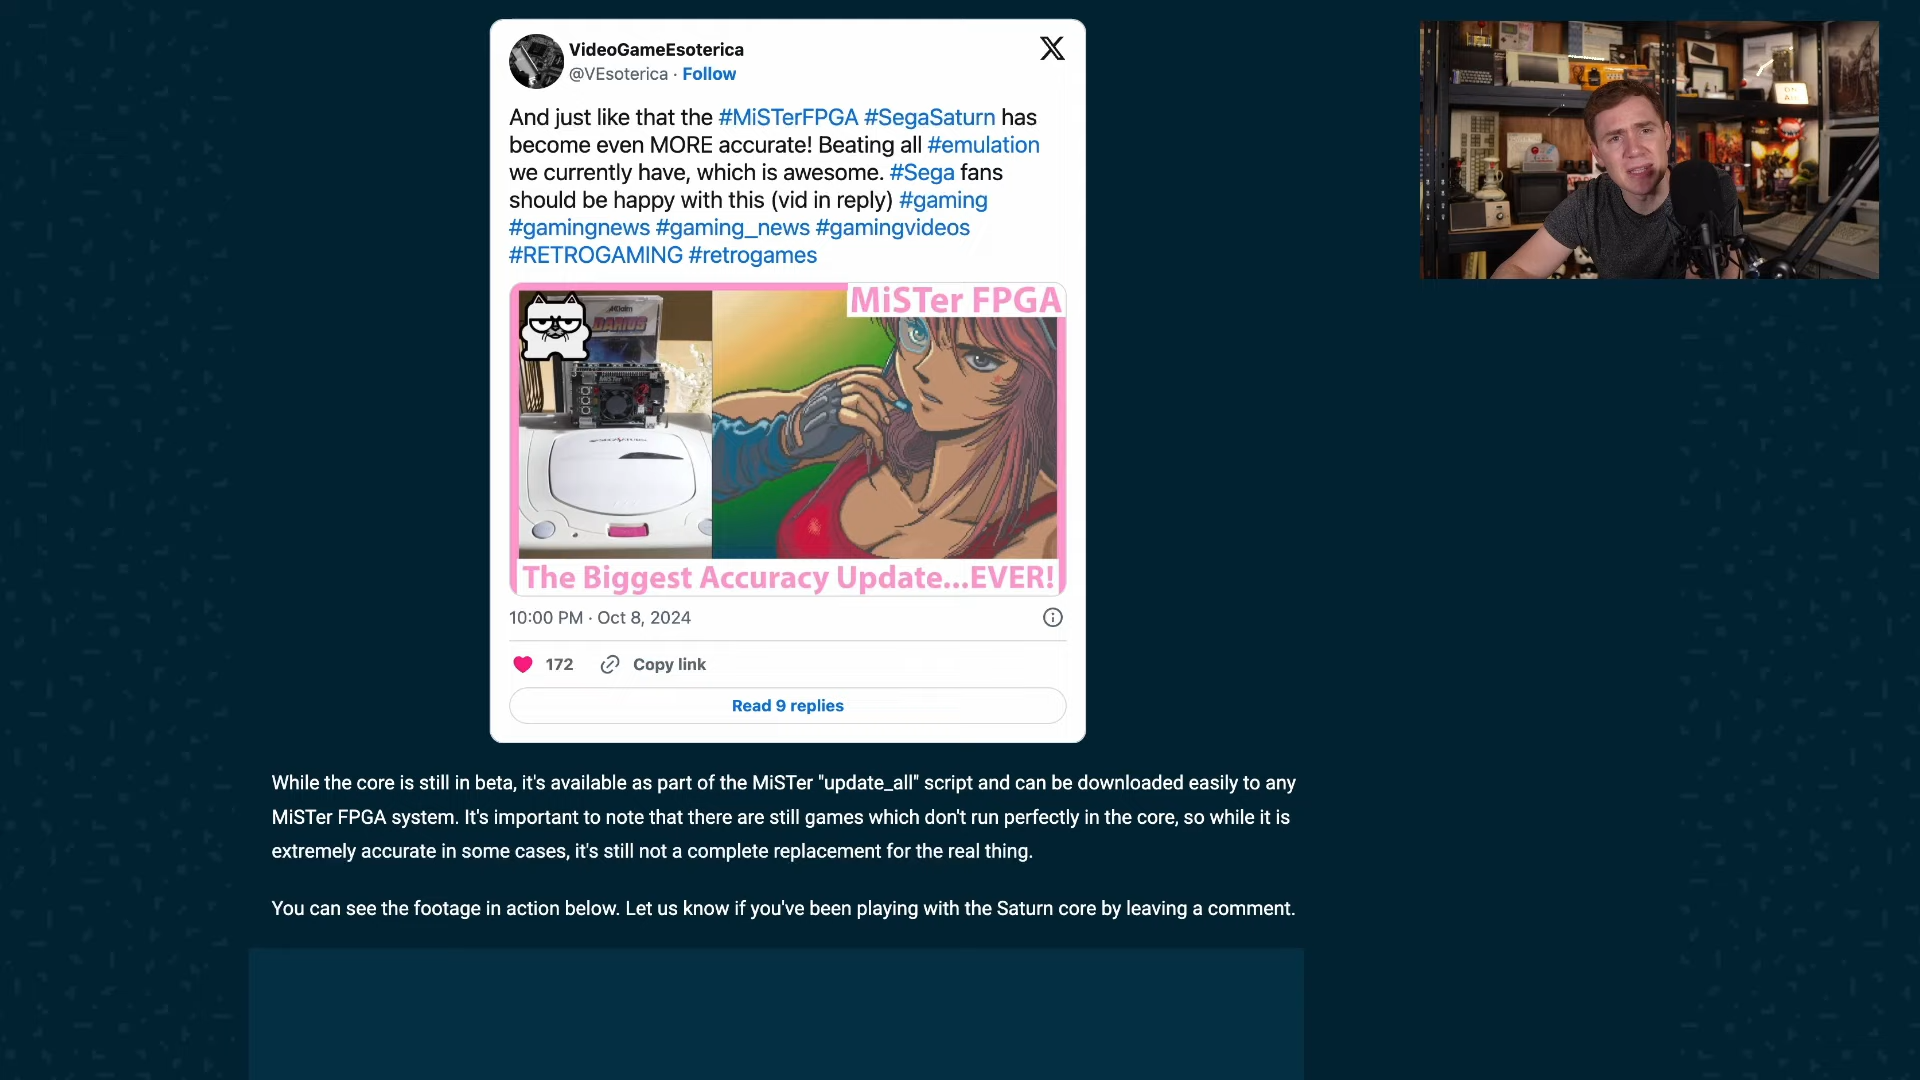 VideoGameEsoterica
@VEsoterica · Follow
And just like that the #MiSTerFPGA #SegaSaturn has
become even MORE accurate! Beating all #emulation
we currently have, which is awesome. #Sega fans
should be happy with this (vid in reply) #gaming
#gamingnews #gaming_news #gamingvideos
#RETROGAMING #retrogames
MiSTer FPGA
DARIUS
The Biggest Accuracy Update...EVER!
10:00 PM · Oct 8, 2024
172 Copy link
Read 9 replies
While the core is still in beta, it's available as part of the MiSTer "update_all" script and can be downloaded easily to any
MiSTer FPGA system. It's important to note that there are still games which don't run perfectly in the core, so while it is
extremely accurate in some cases, it's still not a complete replacement for the real thing.
You can see the footage in action below. Let us know if you've been playing with the Saturn core by leaving a comment.